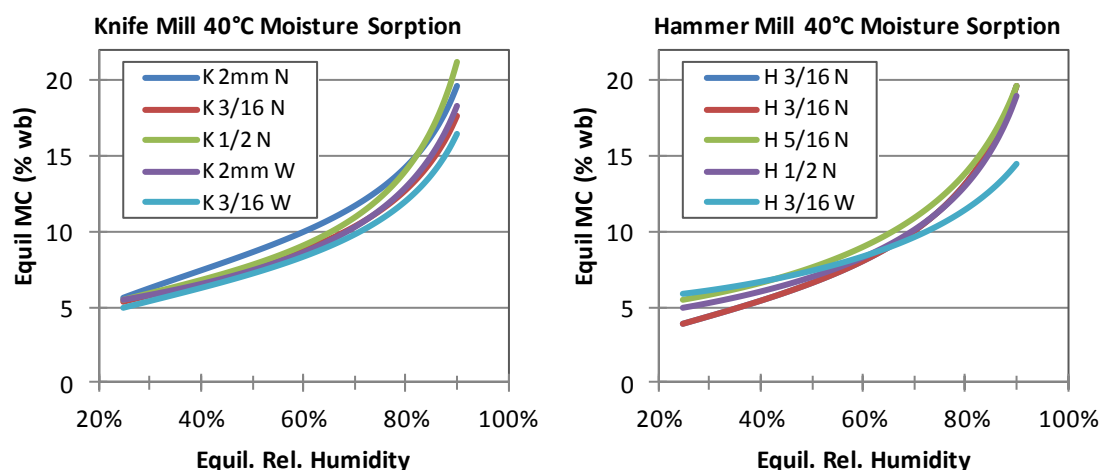 Knife Mill 40°C Moisture Sorption
Equil MC (% wb)
20
15
10
5
0
K 2mm N
K 3/16 N
K 1/2 N
K 2mm W
K 3/16 W
20% 40% 60% 80% 100%
Equil. Rel. Humidity
Hammer Mill 40°C Moisture Sorption
Equil MC (% wb)
20
15
10
5
0
H 3/16 N
H 3/16 N
H 5/16 N
H 1/2 N
H 3/16 W
20% 40% 60% 80% 100%
Equil. Rel. Humidity